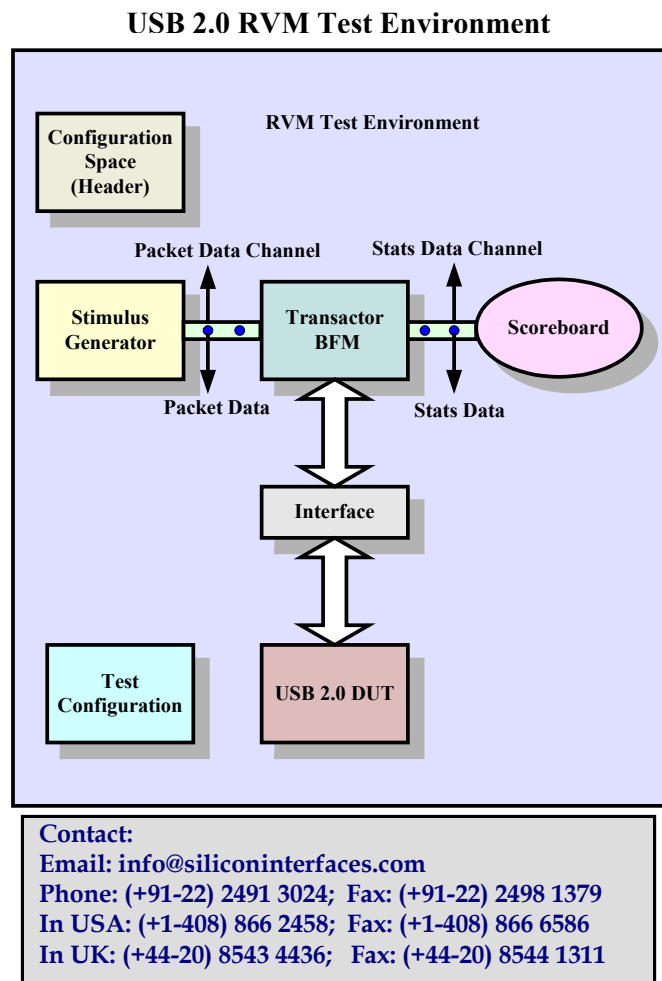 USB 2.0 RVM Test Environment
RVM Test Environment
Configuration
Space
(Header)
Packet Data Channel
Stats Data Channel
Stimulus
Generator
Transactor
BFM
Scoreboard
Packet Data
Stats Data
Interface
Test
Configuration
USB 2.0 DUT
Contact:
Email: info@siliconinterfaces.com
Phone: (+91-22) 2491 3024; Fax: (+91-22) 2498 1379
In USA: (+1-408) 866 2458; Fax: (+1-408) 866 6586
In UK: (+44-20) 8543 4436; Fax: (+44-20) 8544 1311